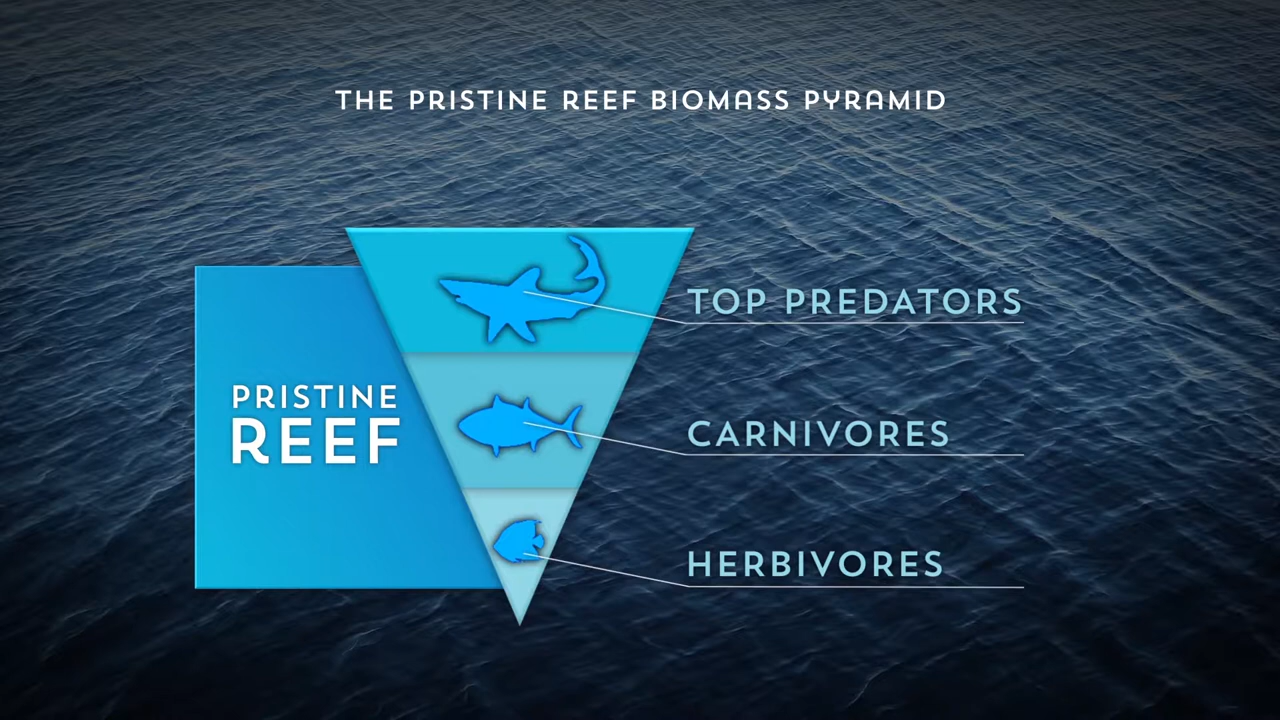 THE PRISTINE REEF BIOMASS PYRAMID
TOP PREDATORS
PRISTINE
REEF
CARNIVORES
HERBIVORES